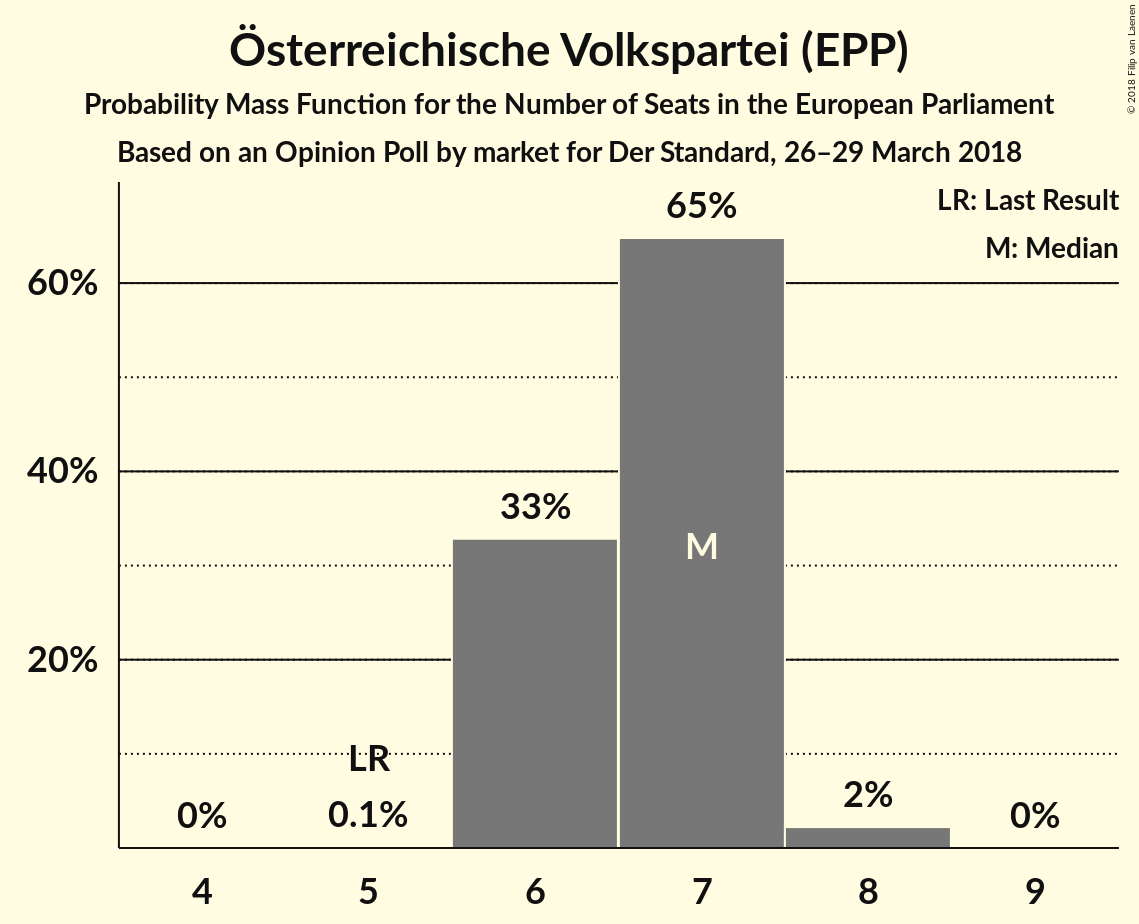 Österreichische Volkspartei (EPP)
Probability Mass Function for the Number of Seats in the European Parliament
Based on an Opinion Poll by market for Der Standard, 26–29 March 2018
© 2018 Filip van Laenen
LR: Last Result
M: Median
65%
60%
40%
33%
M
20%
LR
0%
0.1%
2%
0%
4 5 6 7 8 9